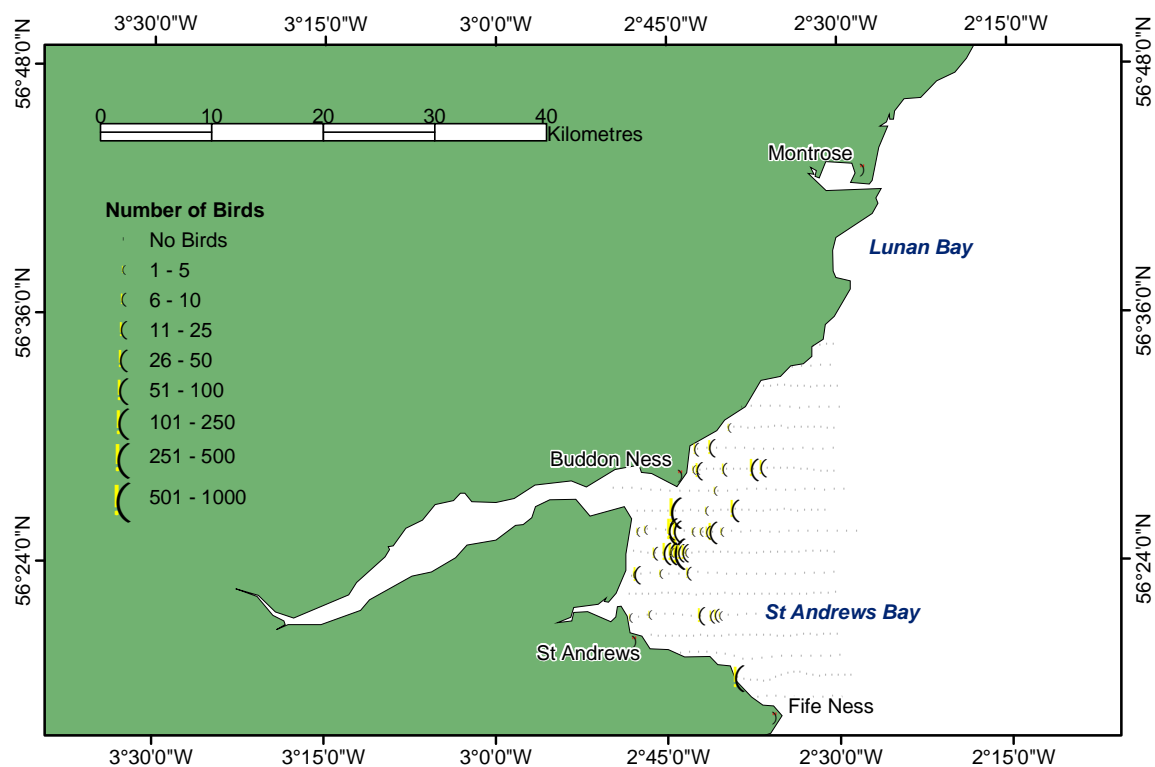 3°30'0"W 3°15'0"W 3°0'0"W 2°45'0"W 2°30'0"W 2°15'0"W
56°48'0"N 56°48'0"N
0 10 20 30 40
Kilometres
Montrose
Number of Birds
No Birds
1 - 5
6 - 10
11 - 25
26 - 50
51 - 100
101 - 250
251 - 500
501 - 1000
Lunan Bay
56°36'0"N 56°36'0"N
Buddon Ness
56°24'0"N 56°24'0"N
St Andrews Bay
St Andrews
Fife Ness
3°30'0"W 3°15'0"W 3°0'0"W 2°45'0"W 2°30'0"W 2°15'0"W